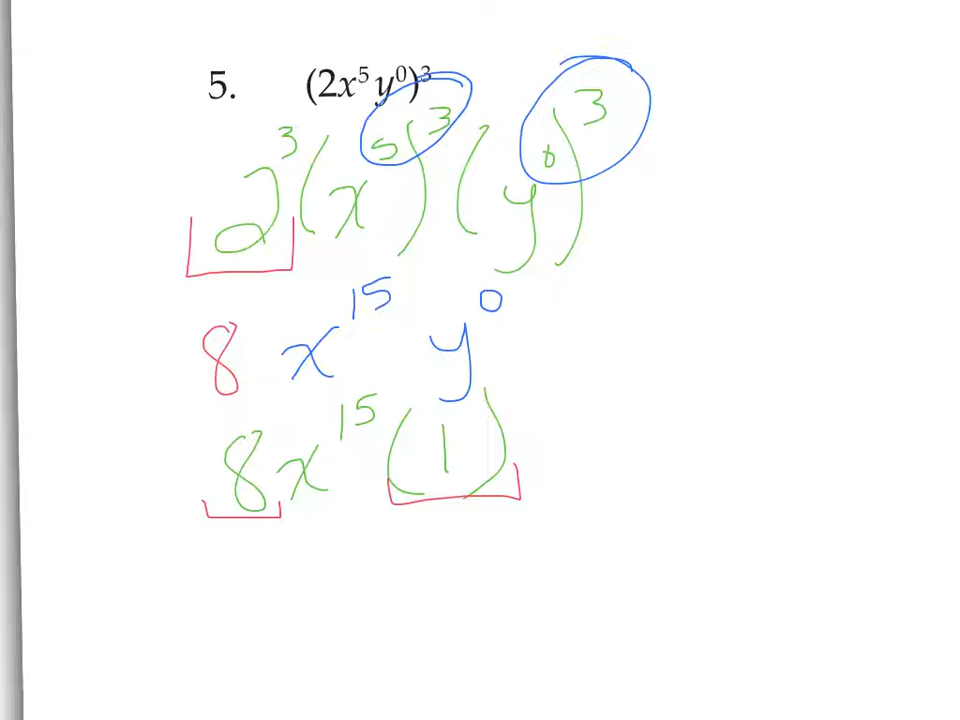 5. (2x⁵y⁰)³
2³(x⁵)³(y⁰)³
8 x¹⁵ y⁰
8x¹⁵(1)